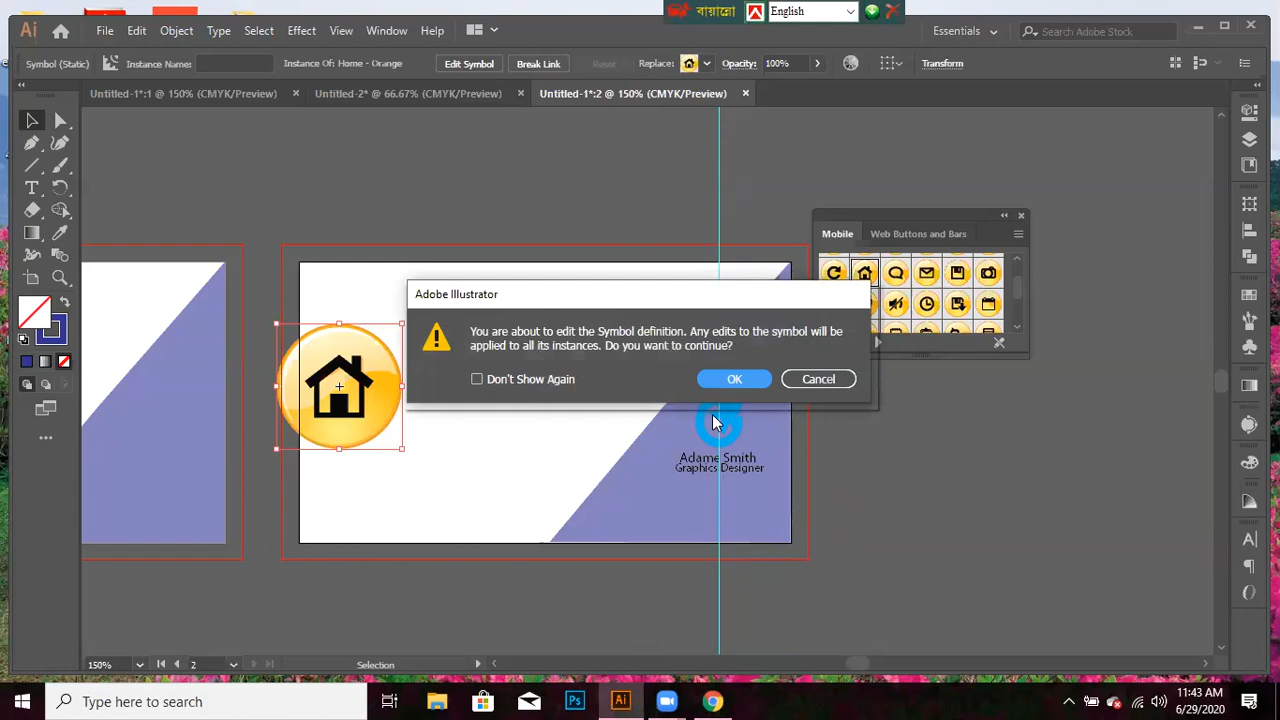 বায়ান্নো
English
Ai
File
Edit
Object
Type
Select
Effect
View
Window
Help
Essentials
Search Adobe Stock
Symbol (Static)
Instance Name:
Instance Of: Home - Orange
Edit Symbol
Break Link
Reset
Replace:
Opacity:
100%
Transform
Untitled-1*:1 @ 150% (CMYK/Preview)
Untitled-2* @ 66.67% (CMYK/Preview)
Untitled-1*:2 @ 150% (CMYK/Preview)
Mobile
Web Buttons and Bars
Adobe Illustrator
You are about to edit the Symbol definition. Any edits to the symbol will be
applied to all its instances. Do you want to continue?
Don't Show Again
OK
Cancel
Adame Smith
Graphics Designer
150%
2
Selection
Type here to search
Ps
Ai
6:43 AM
6/29/2020